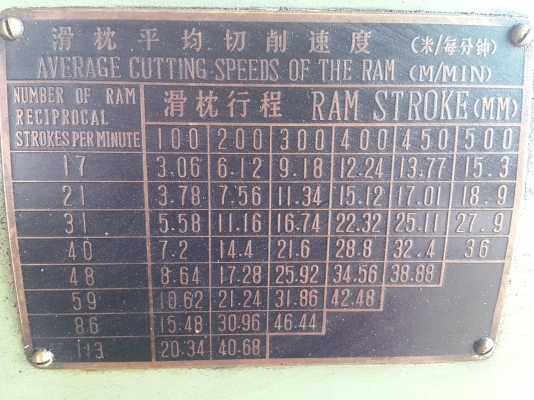 滑枕平均切削速度 (米/每分钟)
AVERAGE CUTTING SPEEDS OF THE RAM (M/MIN)
NUMBER OF RAM
RECIPROCAL
STROKES PER MINUTE
滑枕行程 RAM STROKE (MM)
100 200 300 400 450 500
17 3.06 6.12 9.18 12.24 13.77 15.3
21 3.78 7.56 11.34 15.12 17.01 18.9
31 5.58 11.16 16.74 22.32 25.11 27.9
40 7.2 14.4 21.6 28.8 32.4 36
48 8.64 17.28 25.92 34.56 38.88
59 10.62 21.24 31.86 42.48
86 15.48 30.96 46.44
113 20.34 40.68